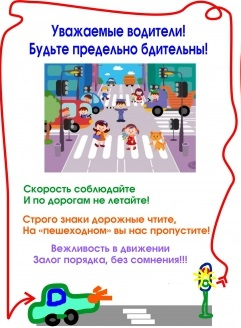 Уважаемые водители!
Будьте предельно бдительны!
Скорость соблюдайте
И по дорогам не летайте!
Строго знаки дорожные чтите,
На «пешеходном» вы нас пропустите!
Вежливость в движении
Залог порядка, без сомнения!!!